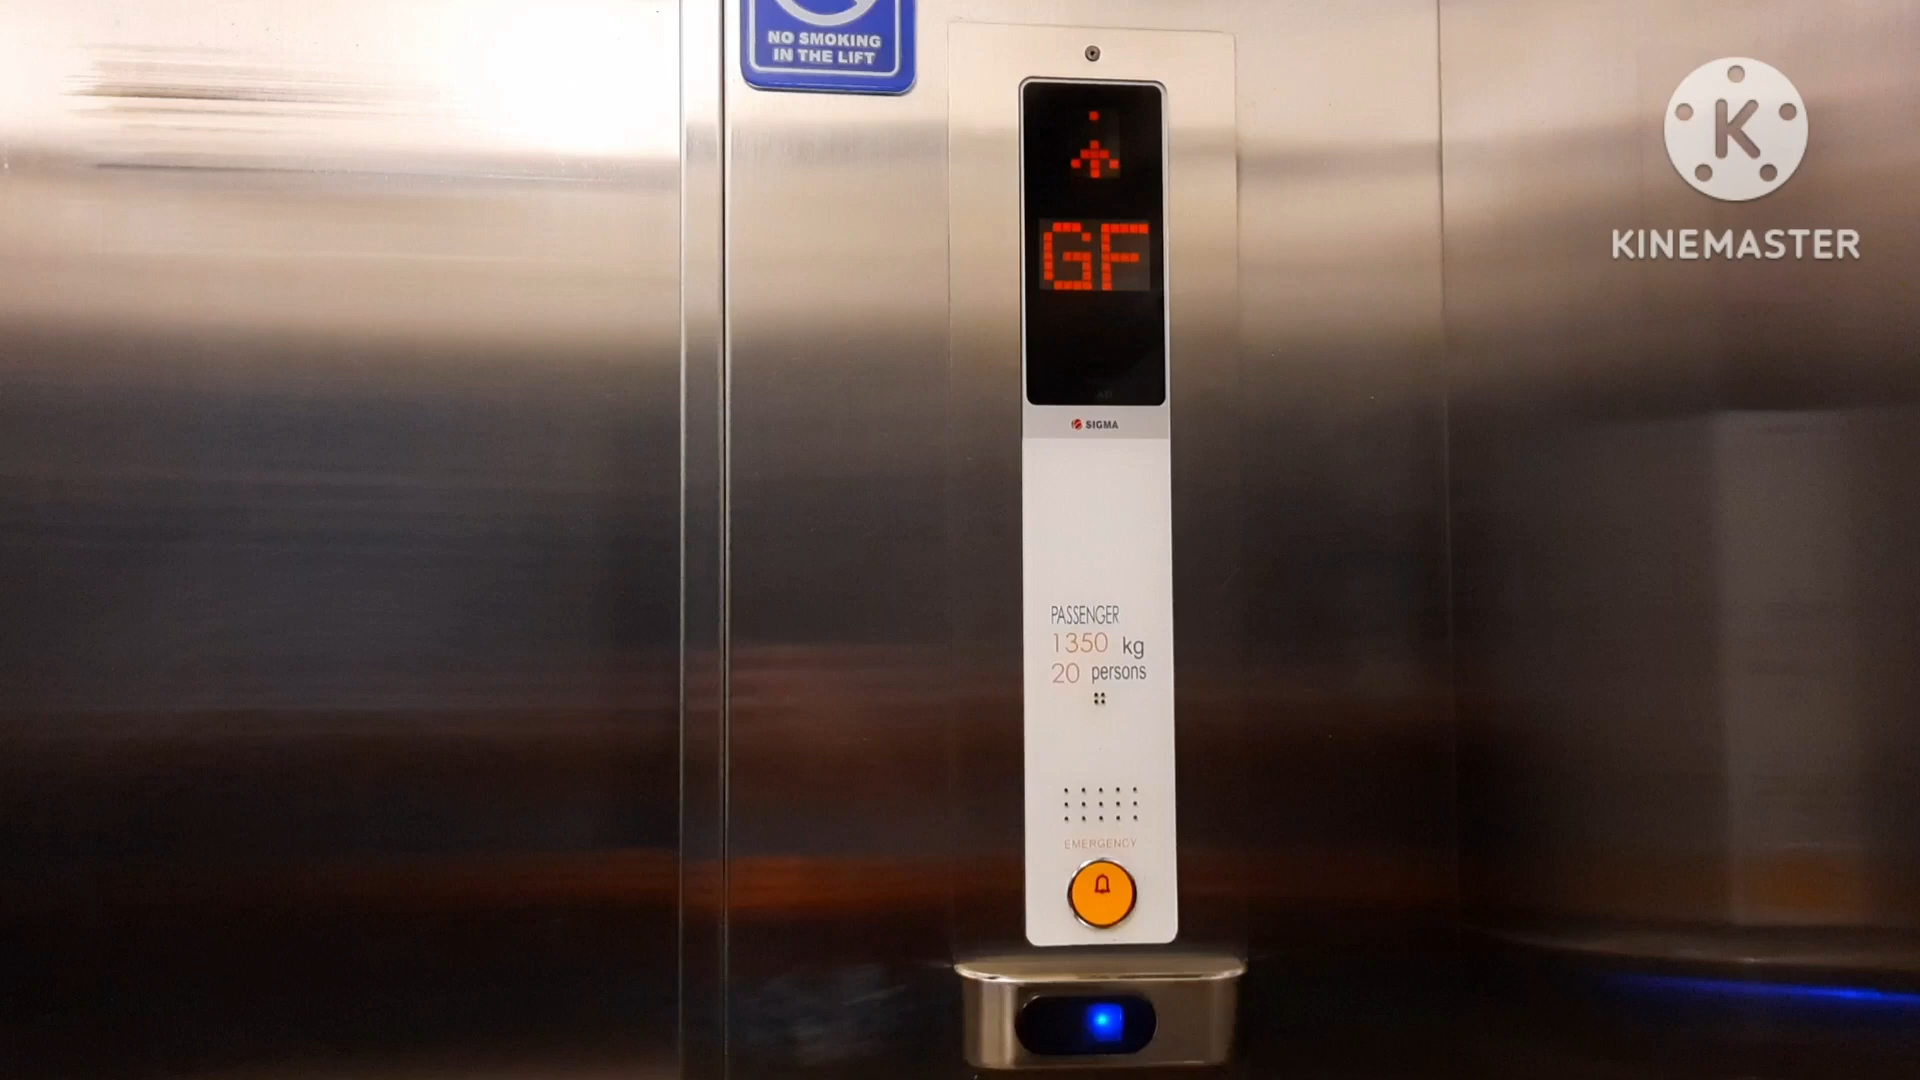 NO SMOKING
IN THE LIFT
K
KINEMASTER
GF
SIGMA
PASSENGER
1350 kg
20 persons
EMERGENCY